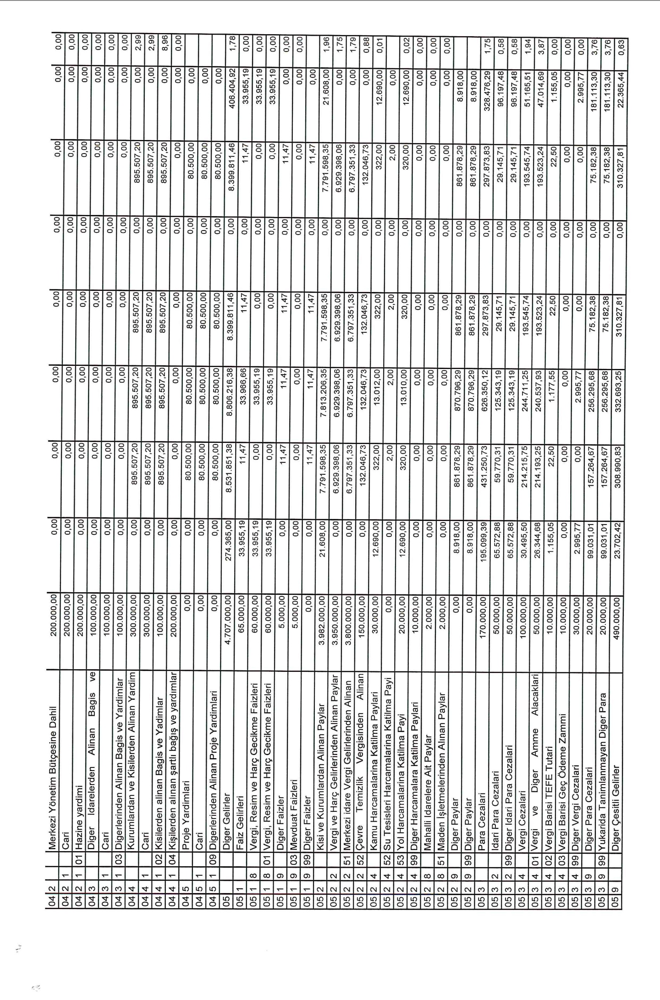 04 2 Merkezi Yönetim Bütçesine Dahil 200.000,00 0,00 0,00 0,00 0,00 0,00 0,00 0,00 0,00
04 2 1 Cari 200.000,00 0,00 0,00 0,00 0,00 0,00 0,00 0,00 0,00
04 2 1 01 Hazine yardimi 200.000,00 0,00 0,00 0,00 0,00 0,00 0,00 0,00 0,00
04 3 Diger Idarelerden Alinan Bagis ve 100.000,00 0,00 0,00 0,00 0,00 0,00 0,00 0,00 0,00
04 3 1 Cari 100.000,00 0,00 0,00 0,00 0,00 0,00 0,00 0,00 0,00
04 3 1 03 Digerlerinden Alinan Bagis ve Yardimlar 100.000,00 0,00 0,00 0,00 0,00 0,00 0,00 0,00 0,00
04 4 Kurumlardan ve Kisilerden Alinan Yardim 300.000,00 0,00 895.507,20 895.507,20 895.507,20 0,00 895.507,20 0,00 2,99
04 4 1 Cari 300.000,00 0,00 895.507,20 895.507,20 895.507,20 0,00 895.507,20 0,00 2,99
04 4 1 02 Kisilerden alinan Bagis ve Yadimlar 100.000,00 0,00 895.507,20 895.507,20 895.507,20 0,00 895.507,20 0,00 8,96
04 4 1 04 Kişilerden alınan şartlı bağış ve yardımlar 200.000,00 0,00 0,00 0,00 0,00 0,00 0,00 0,00 0,00
04 5 Proje Yardimlari 0,00 0,00 80.500,00 80.500,00 80.500,00 0,00 80.500,00 0,00
04 5 1 Cari 0,00 0,00 80.500,00 80.500,00 80.500,00 0,00 80.500,00 0,00
04 5 1 09 Digerlerinden Alinan Proje Yardimlari 0,00 0,00 80.500,00 80.500,00 80.500,00 0,00 80.500,00 0,00
05 Diger Gelirler 4.707.000,00 274.365,00 8.531.851,38 8.806.216,38 8.399.811,46 0,00 8.399.811,46 406.404,92 1,78
05 1 Faiz Gelirleri 65.000,00 33.955,19 11,47 33.966,66 11,47 0,00 11,47 33.955,19 0,00
05 1 8 Vergi, Resim ve Harç Gecikme Faizleri 60.000,00 33.955,19 0,00 33.955,19 0,00 0,00 0,00 33.955,19 0,00
05 1 8 01 Vergi, Resim ve Harç Gecikme Faizleri 60.000,00 33.955,19 0,00 33.955,19 0,00 0,00 0,00 33.955,19 0,00
05 1 9 Diger Faizler 5.000,00 0,00 11,47 11,47 11,47 0,00 11,47 0,00 0,00
05 1 9 03 Mevduat Faizleri 5.000,00 0,00 0,00 0,00 0,00 0,00 0,00 0,00 0,00
05 1 9 99 Diger Faizler 0,00 0,00 11,47 11,47 11,47 0,00 11,47 0,00
05 2 Kisi ve Kurumlardan Alinan Paylar 3.982.000,00 21.608,00 7.791.598,35 7.813.206,35 7.791.598,35 0,00 7.791.598,35 21.608,00 1,96
05 2 2 Vergi ve Harç Gelirlerinden Alinan Paylar 3.950.000,00 0,00 6.929.398,06 6.929.398,06 6.929.398,06 0,00 6.929.398,06 0,00 1,75
05 2 2 51 Merkezi idare Vergi Gelirlerinden Alinan 3.800.000,00 0,00 6.797.351,33 6.797.351,33 6.797.351,33 0,00 6.797.351,33 0,00 1,79
05 2 2 52 Çevre Temizlik Vergisinden Alinan 150.000,00 0,00 132.046,73 132.046,73 132.046,73 0,00 132.046,73 0,00 0,88
05 2 4 Kamu Harcamalarina Katilma Paylari 30.000,00 12.690,00 322,00 13.012,00 322,00 0,00 322,00 12.690,00 0,01
05 2 4 52 Su Tesisleri Harcamalarina Katilma Payi 0,00 0,00 2,00 2,00 2,00 0,00 2,00 0,00
05 2 4 53 Yol Harcamalarina Katilma Payi 20.000,00 12.690,00 320,00 13.010,00 320,00 0,00 320,00 12.690,00 0,02
05 2 4 99 Diger Harcamalara Katilma Paylari 10.000,00 0,00 0,00 0,00 0,00 0,00 0,00 0,00 0,00
05 2 8 Mahalli Idarelere Ait Paylar 2.000,00 0,00 0,00 0,00 0,00 0,00 0,00 0,00 0,00
05 2 8 51 Maden İşletmelerinden Alınan Paylar 2.000,00 0,00 0,00 0,00 0,00 0,00 0,00 0,00 0,00
05 2 9 Diger Paylar 0,00 8.918,00 861.878,29 870.796,29 861.878,29 0,00 861.878,29 8.918,00
05 2 9 99 Diger Paylar 0,00 8.918,00 861.878,29 870.796,29 861.878,29 0,00 861.878,29 8.918,00
05 3 Para Cezalari 170.000,00 195.099,39 431.250,73 626.350,12 297.873,83 0,00 297.873,83 328.476,29 1,75
05 3 2 Idari Para Cezalari 50.000,00 65.572,88 59.770,31 125.343,19 29.145,71 0,00 29.145,71 96.197,48 0,58
05 3 2 99 Diger Idari Para Cezalari 50.000,00 65.572,88 59.770,31 125.343,19 29.145,71 0,00 29.145,71 96.197,48 0,58
05 3 4 Vergi Cezalari 100.000,00 30.495,50 214.215,75 244.711,25 193.545,74 0,00 193.545,74 51.165,51 1,94
05 3 4 01 Vergi ve Diger Amme Alacaklari 50.000,00 26.344,68 214.193,25 240.537,93 193.523,24 0,00 193.523,24 47.014,69 3,87
05 3 4 02 Vergi Barisi TEFE Tutari 10.000,00 1.155,05 22,50 1.177,55 22,50 0,00 22,50 1.155,05 0,00
05 3 4 03 Vergi Barisi Geç Ödeme Zammi 10.000,00 0,00 0,00 0,00 0,00 0,00 0,00 0,00 0,00
05 3 4 99 Diger Vergi Cezalari 30.000,00 2.995,77 0,00 2.995,77 0,00 0,00 0,00 2.995,77 0,00
05 3 9 Diger Para Cezalari 20.000,00 99.031,01 157.264,67 256.295,68 75.182,38 0,00 75.182,38 181.113,30 3,76
05 3 9 99 Yukarida Tanimlanmayan Diger Para 20.000,00 99.031,01 157.264,67 256.295,68 75.182,38 0,00 75.182,38 181.113,30 3,76
05 9 Diger Çesitli Gelirler 490.000,00 23.702,42 308.990,83 332.693,25 310.327,81 0,00 310.327,81 22.365,44 0,63